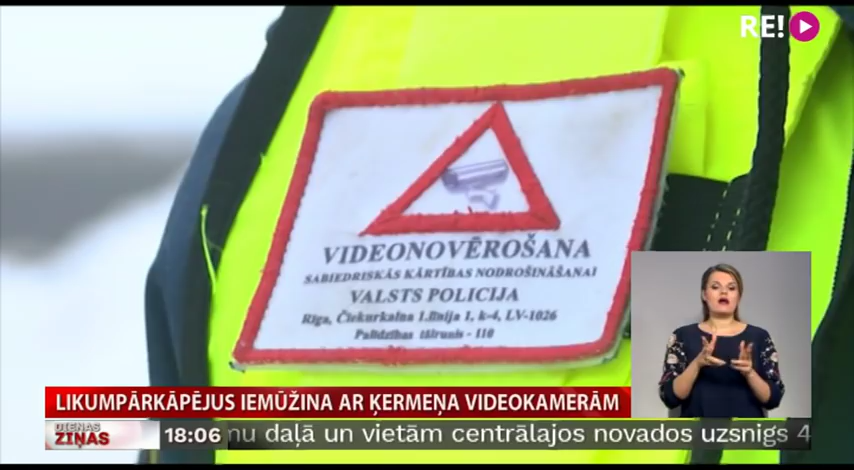 RE!
VIDEONOVĒROŠANA
SABIEDRISKĀS KĀRTĪBAS NODROŠINĀŠANAI
VALSTS POLICIJA
Rīga, Čiekurkalna 1.līnija 1, k-4, LV-1026
Palīdzības tālrunis - 110
LIKUMPĀRKĀPĒJUS IEMŪŽINA AR ĶERMEŅA VIDEOKAMERĀM
DIENAS
ZIŅAS
18:06 nu daļā un vietām centrālajos novados uzsnigs 4